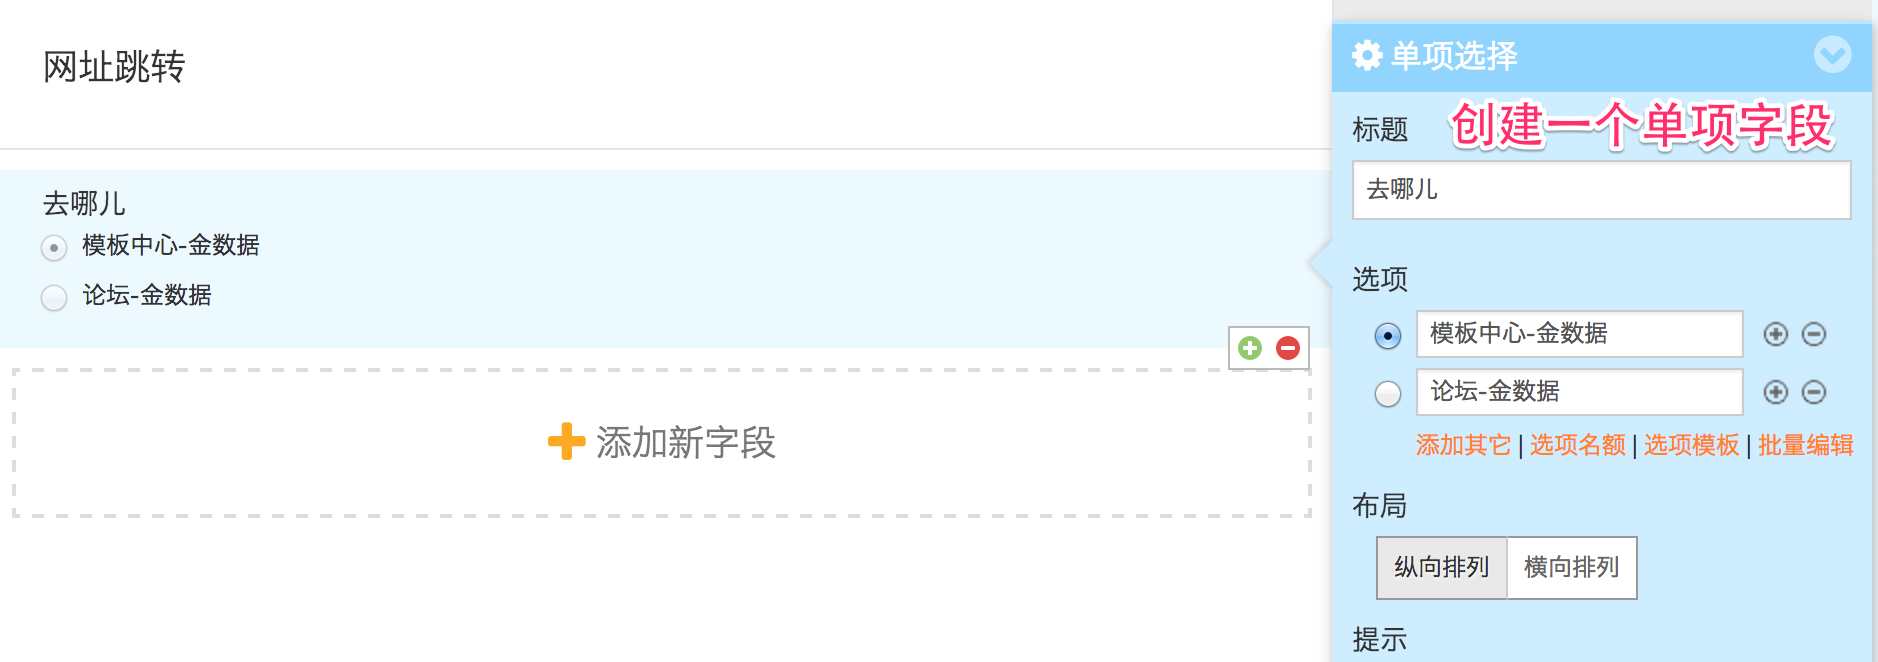 网址跳转
去哪儿
模板中心-金数据
论坛-金数据
添加新字段
单项选择
标题
创建一个单项字段
去哪儿
选项
模板中心-金数据
论坛-金数据
添加其它 | 选项名额 | 选项模板 | 批量编辑
布局
纵向排列 横向排列
提示